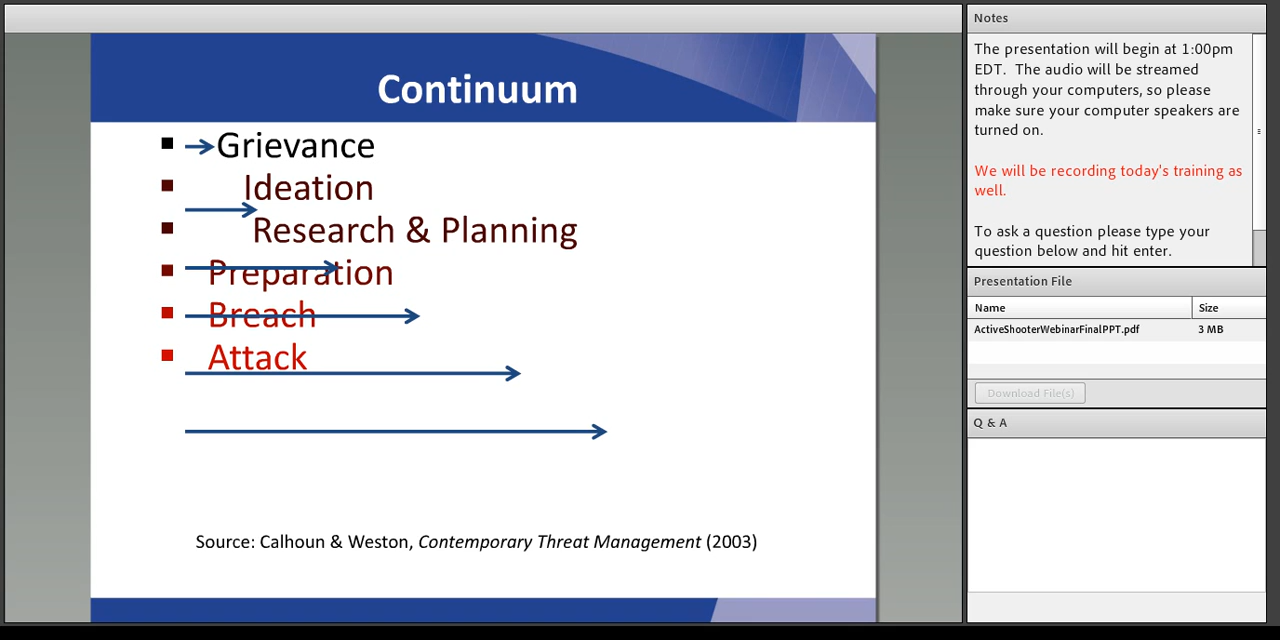 Continuum
Grievance
Ideation
Research & Planning
Preparation
Breach
Attack
Source: Calhoun & Weston, Contemporary Threat Management (2003)
Notes
The presentation will begin at 1:00pm
EDT.  The audio will be streamed
through your computers, so please
make sure your computer speakers are
turned on.
We will be recording today's training as
well.
To ask a question please type your
question below and hit enter.
Presentation File
Name Size
ActiveShooterWebinarFinalPPT.pdf 3 MB
Download File(s)
Q & A